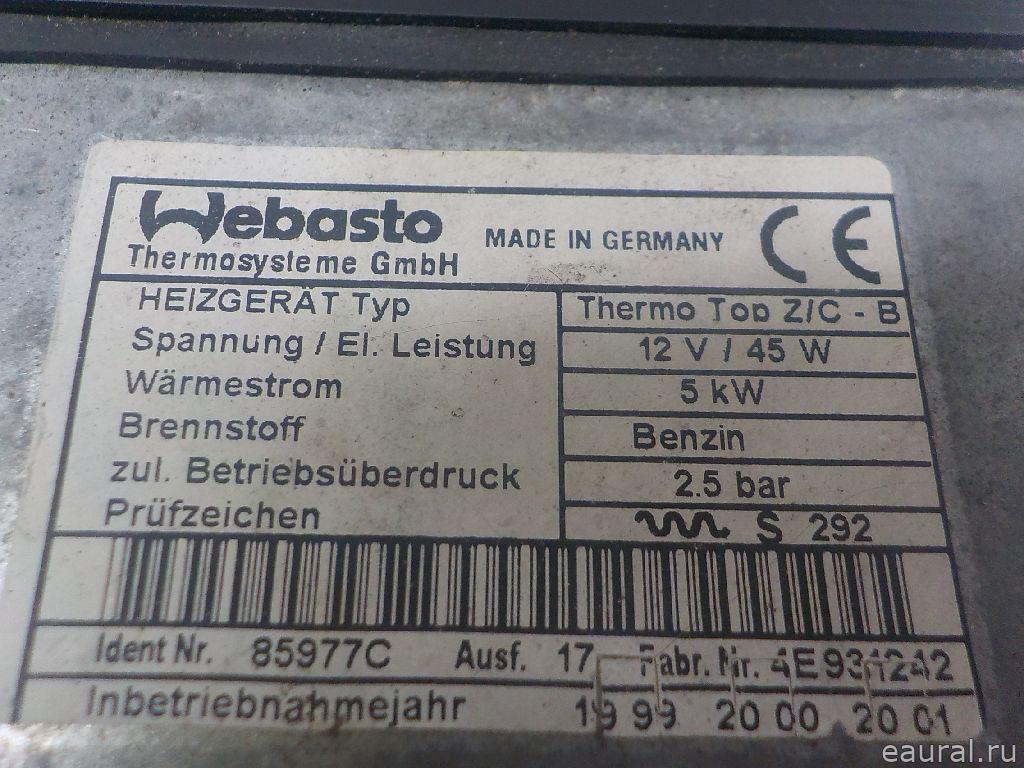 Webasto
Thermosysteme GmbH MADE IN GERMANY CE
HEIZGERÄT Typ Thermo Top Z/C - B
Spannung / El. Leistung 12 V / 45 W
Wärmestrom 5 kW
Brennstoff Benzin
zul. Betriebsüberdruck 2.5 bar
Prüfzeichen S 292
Ident Nr. 85977C Ausf. 17 Fabr. Nr.
Inbetriebnahmejahr 1999 2000 2001
eaural.ru